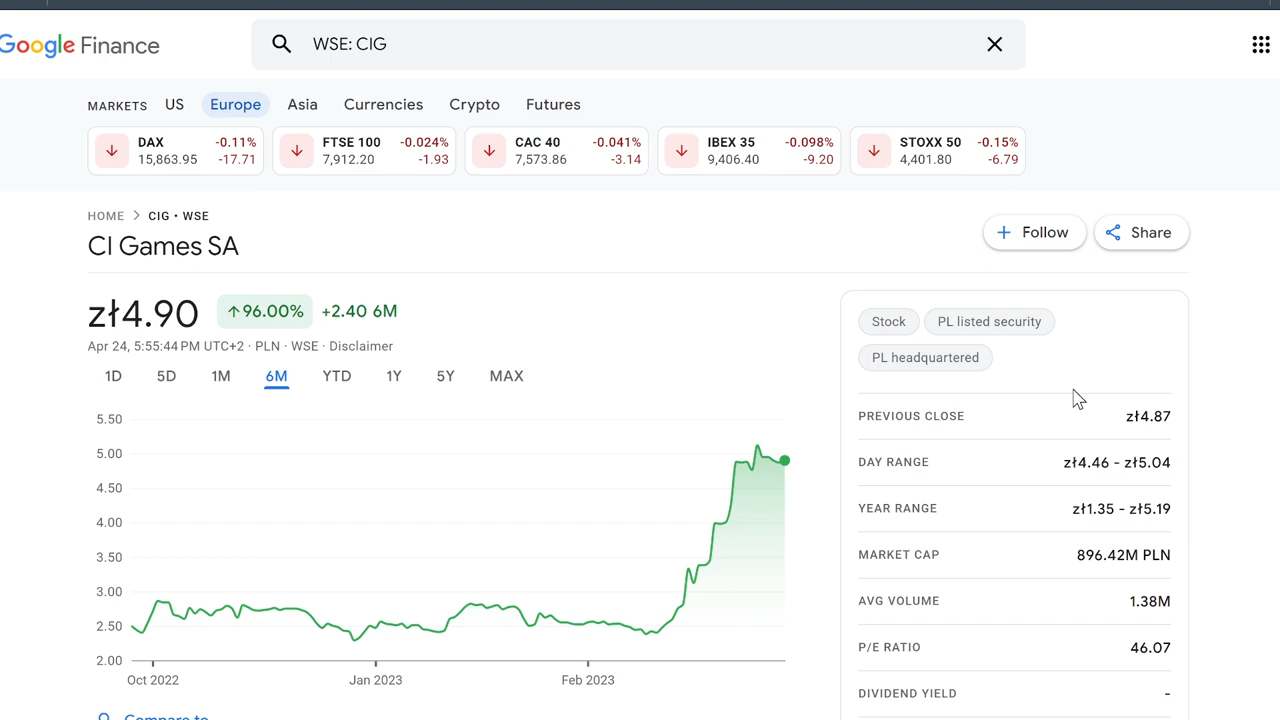 Google Finance
WSE: CIG
MARKETS US Europe Asia Currencies Crypto Futures
DAX -0.11%
15,863.95 -17.71
FTSE 100 -0.024%
7,912.20 -1.93
CAC 40 -0.041%
7,573.86 -3.14
IBEX 35 -0.098%
9,406.40 -9.20
STOXX 50 -0.15%
4,401.80 -6.79
HOME > CIG • WSE
CI Games SA
+ Follow
Share
zł4.90 ↑96.00% +2.40 6M
Apr 24, 5:55:44 PM UTC+2 · PLN · WSE · Disclaimer
1D 5D 1M 6M YTD 1Y 5Y MAX
5.50
5.00
4.50
4.00
3.50
3.00
2.50
2.00
Oct 2022 Jan 2023 Feb 2023
Compare to
Stock PL listed security
PL headquartered
PREVIOUS CLOSE zł4.87
DAY RANGE zł4.46 - zł5.04
YEAR RANGE zł1.35 - zł5.19
MARKET CAP 896.42M PLN
AVG VOLUME 1.38M
P/E RATIO 46.07
DIVIDEND YIELD -